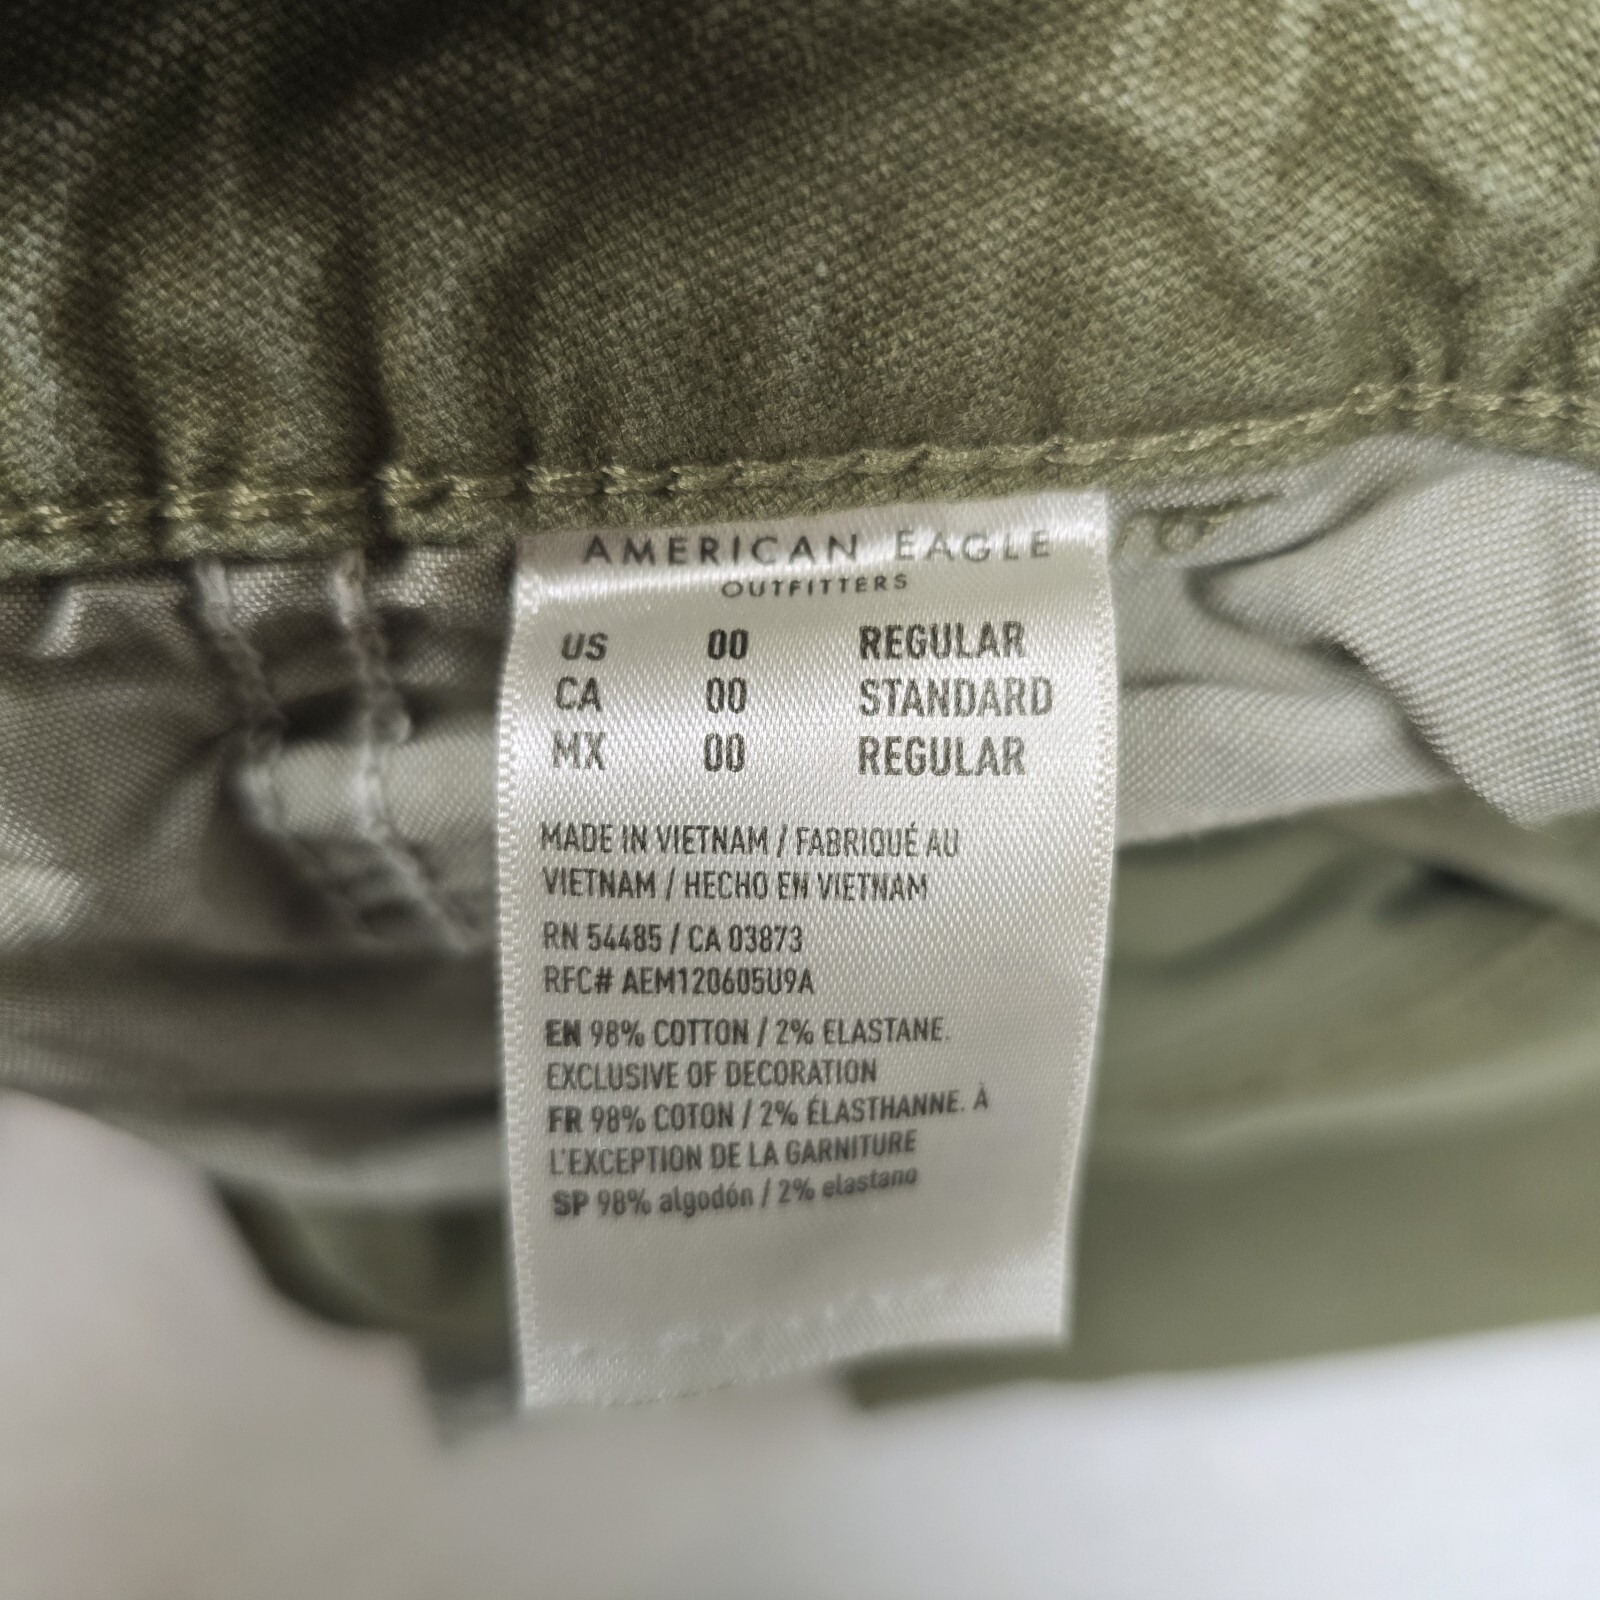 AMERICAN EAGLE
OUTFITTERS
US 00 REGULAR
CA 00 STANDARD
MX 00 REGULAR
MADE IN VIETNAM / FABRIQUÉ AU
VIETNAM / HECHO EN VIETNAM
RN 54485 / CA 03873
RFC# AEM120605U9A
EN 98% COTTON / 2% ELASTANE.
EXCLUSIVE OF DECORATION
FR 98% COTON / 2% ÉLASTHANNE. À
L'EXCEPTION DE LA GARNITURE
SP 98% algodón / 2% elastano